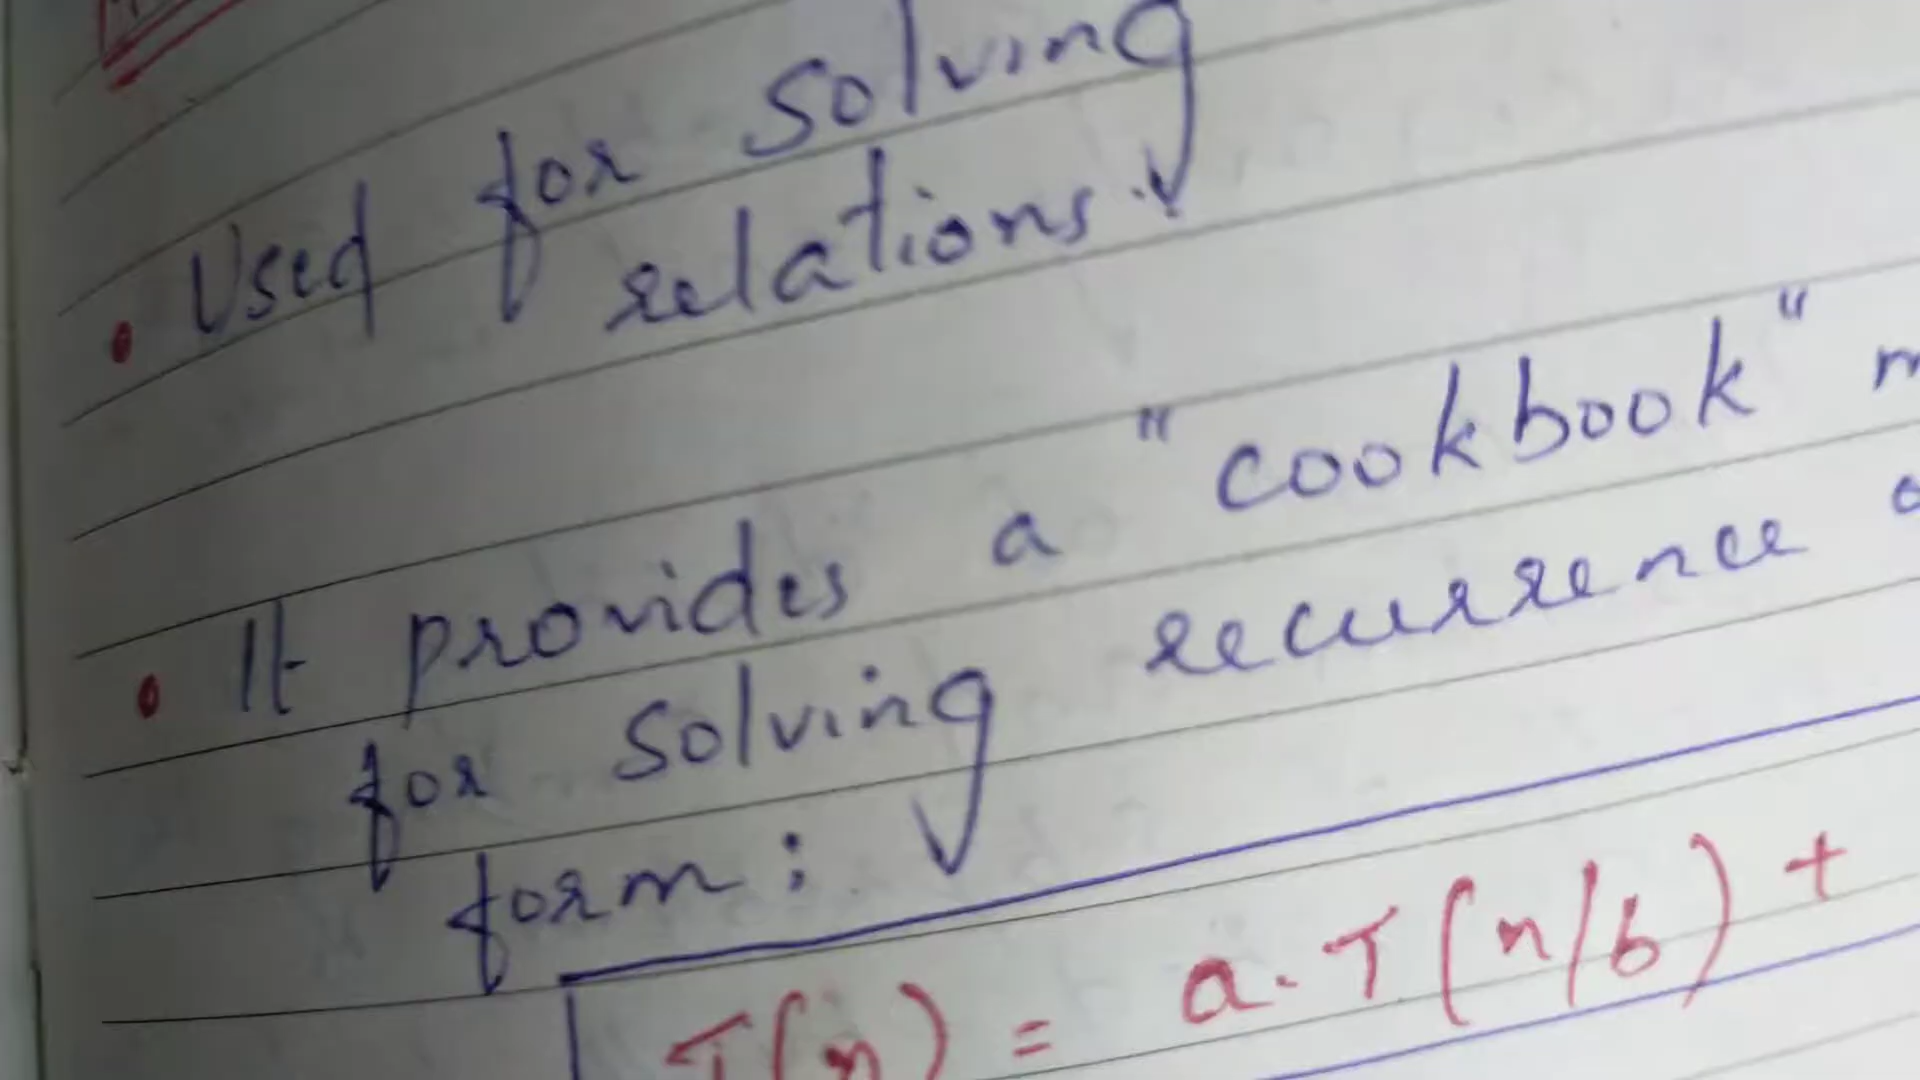 • Used for solving
relations.
• It provides a "cookbook"
for solving recurrence
form:
T(n) = a.T(n/b) +